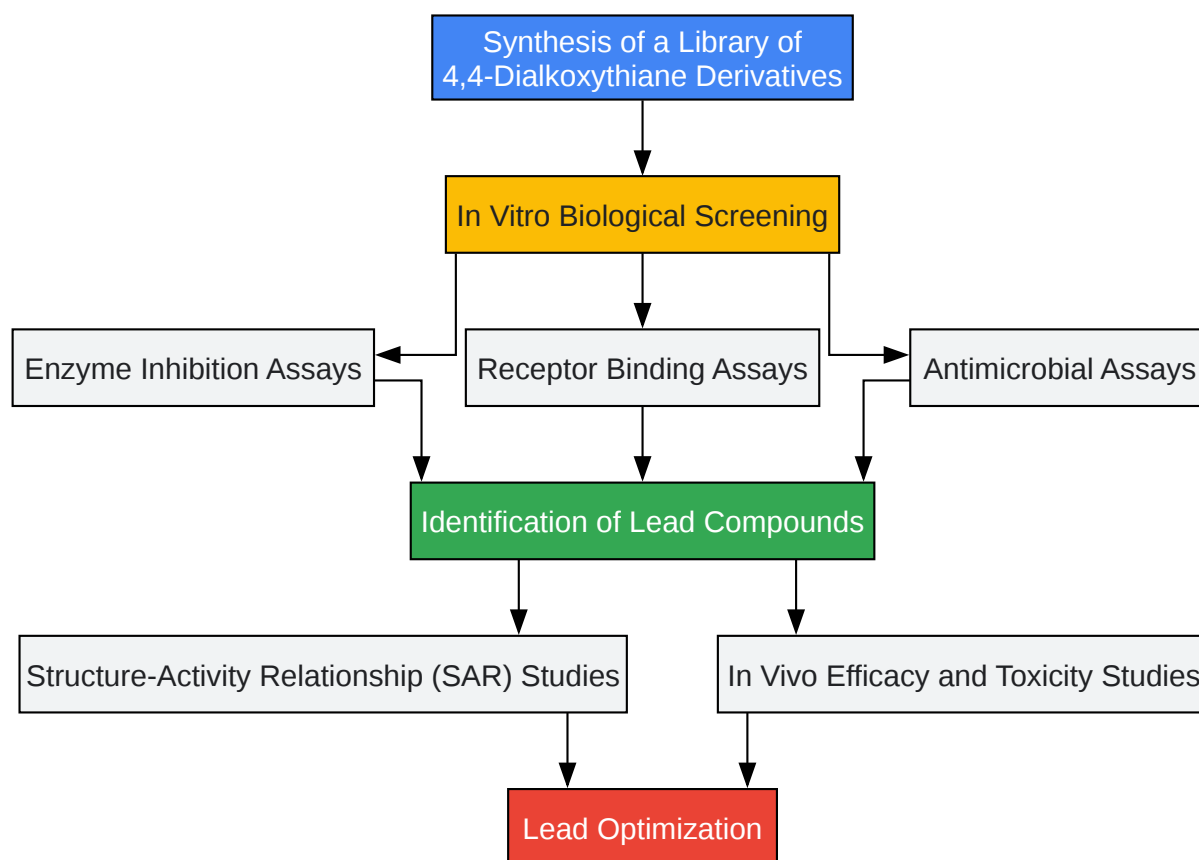 Synthesis of a Library of
4,4-Dialkoxythiane Derivatives
In Vitro Biological Screening
Enzyme Inhibition Assays
Receptor Binding Assays
Antimicrobial Assays
Identification of Lead Compounds
Structure-Activity Relationship (SAR) Studies
In Vivo Efficacy and Toxicity Studies
Lead Optimization